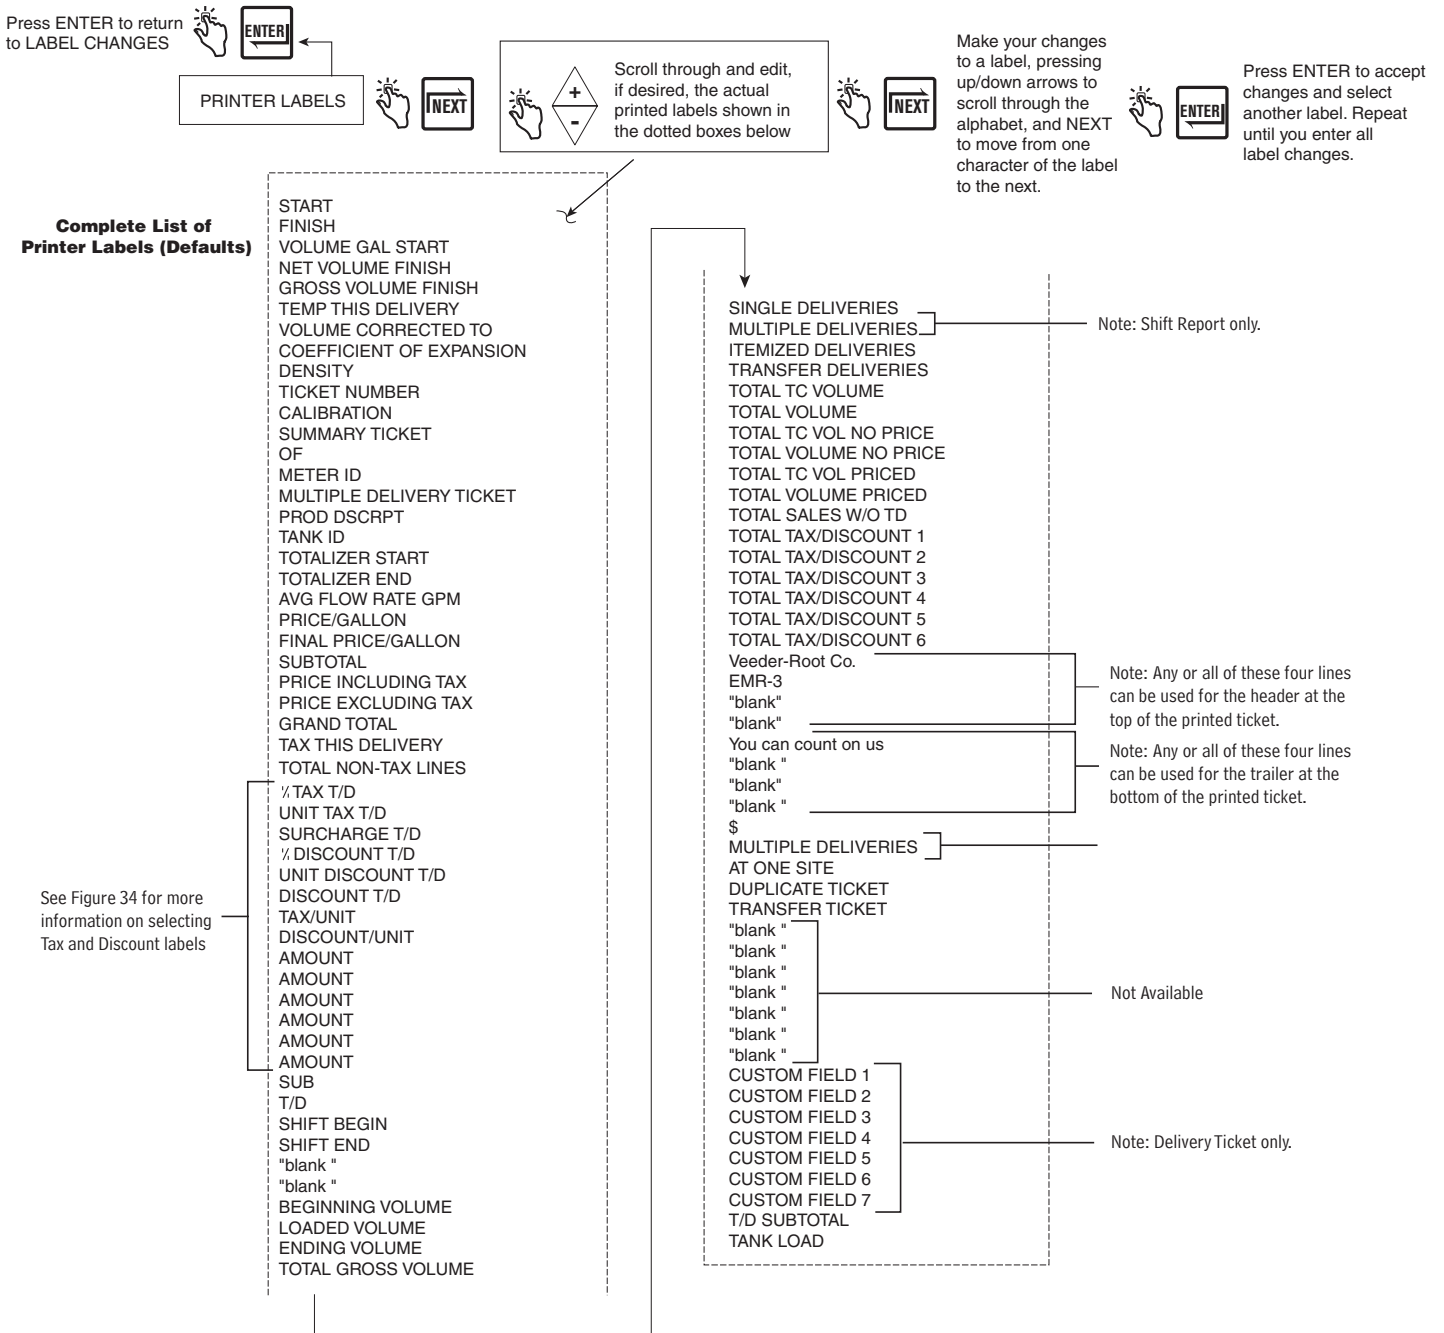 Press ENTER to return
to LABEL CHANGES
ENTER
PRINTER LABELS
NEXT
+
-
Scroll through and edit,
if desired, the actual
printed labels shown in
the dotted boxes below
NEXT
Make your changes
to a label, pressing
up/down arrows to
scroll through the
alphabet, and NEXT
to move from one
character of the label
to the next.
ENTER
Press ENTER to accept
changes and select
another label. Repeat
until you enter all
label changes.
Complete List of
Printer Labels (Defaults)
START
FINISH
VOLUME GAL START
NET VOLUME FINISH
GROSS VOLUME FINISH
TEMP THIS DELIVERY
VOLUME CORRECTED TO
COEFFICIENT OF EXPANSION
DENSITY
TICKET NUMBER
CALIBRATION
SUMMARY TICKET
OF
METER ID
MULTIPLE DELIVERY TICKET
PROD DSCRPT
TANK ID
TOTALIZER START
TOTALIZER END
AVG FLOW RATE GPM
PRICE/GALLON
FINAL PRICE/GALLON
SUBTOTAL
PRICE INCLUDING TAX
PRICE EXCLUDING TAX
GRAND TOTAL
TAX THIS DELIVERY
TOTAL NON-TAX LINES
% TAX T/D
UNIT TAX T/D
SURCHARGE T/D
% DISCOUNT T/D
UNIT DISCOUNT T/D
DISCOUNT T/D
TAX/UNIT
DISCOUNT/UNIT
AMOUNT
AMOUNT
AMOUNT
AMOUNT
AMOUNT
AMOUNT
SUB
T/D
SHIFT BEGIN
SHIFT END
"blank "
"blank "
BEGINNING VOLUME
LOADED VOLUME
ENDING VOLUME
TOTAL GROSS VOLUME
See Figure 34 for more
information on selecting
Tax and Discount labels
SINGLE DELIVERIES
MULTIPLE DELIVERIES
ITEMIZED DELIVERIES
TRANSFER DELIVERIES
TOTAL TC VOLUME
TOTAL VOLUME
TOTAL TC VOL NO PRICE
TOTAL VOLUME NO PRICE
TOTAL TC VOL PRICED
TOTAL VOLUME PRICED
TOTAL SALES W/O TD
TOTAL TAX/DISCOUNT 1
TOTAL TAX/DISCOUNT 2
TOTAL TAX/DISCOUNT 3
TOTAL TAX/DISCOUNT 4
TOTAL TAX/DISCOUNT 5
TOTAL TAX/DISCOUNT 6
Veeder-Root Co.
EMR-3
"blank"
"blank"
You can count on us
"blank "
"blank"
"blank "
$
MULTIPLE DELIVERIES
AT ONE SITE
DUPLICATE TICKET
TRANSFER TICKET
"blank "
"blank "
"blank "
"blank "
"blank "
"blank "
"blank "
CUSTOM FIELD 1
CUSTOM FIELD 2
CUSTOM FIELD 3
CUSTOM FIELD 4
CUSTOM FIELD 5
CUSTOM FIELD 6
CUSTOM FIELD 7
T/D SUBTOTAL
TANK LOAD
Note: Shift Report only.
Note: Any or all of these four lines
can be used for the header at the
top of the printed ticket.
Note: Any or all of these four lines
can be used for the trailer at the
bottom of the printed ticket.
Not Available
Note: Delivery Ticket only.